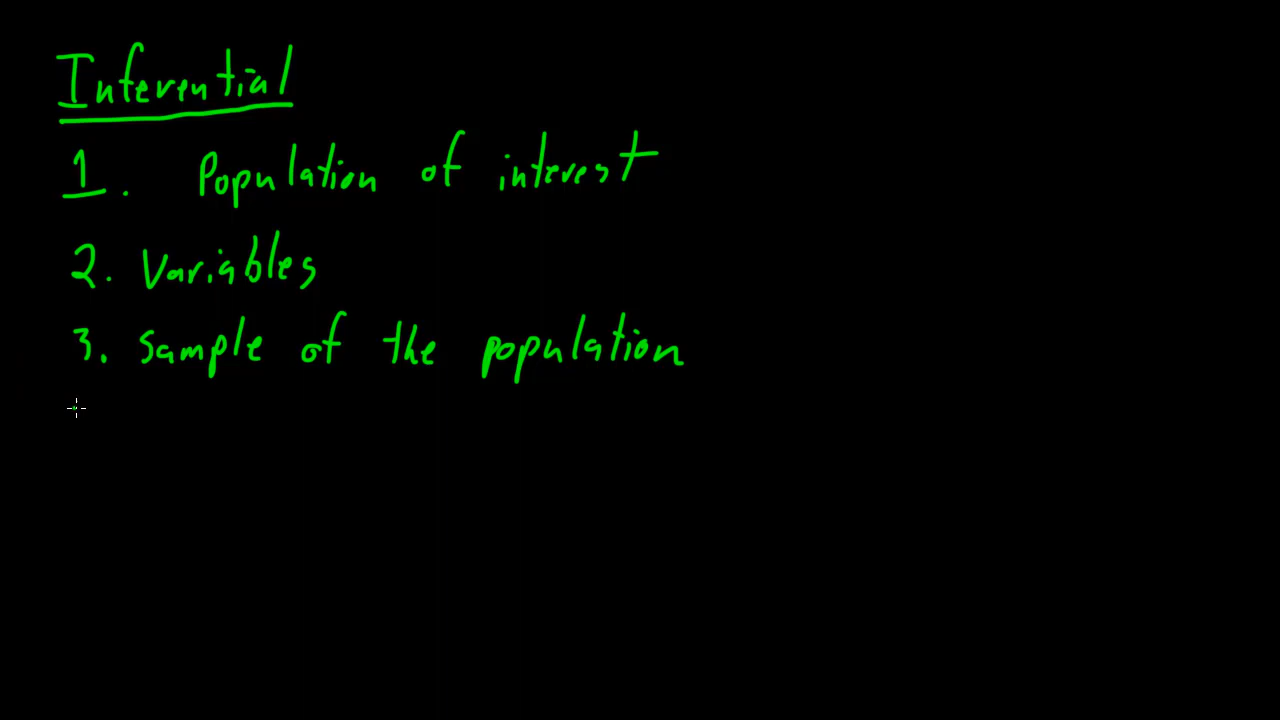 Inferential
1. Population of interest
2. Variables
3. Sample of the population